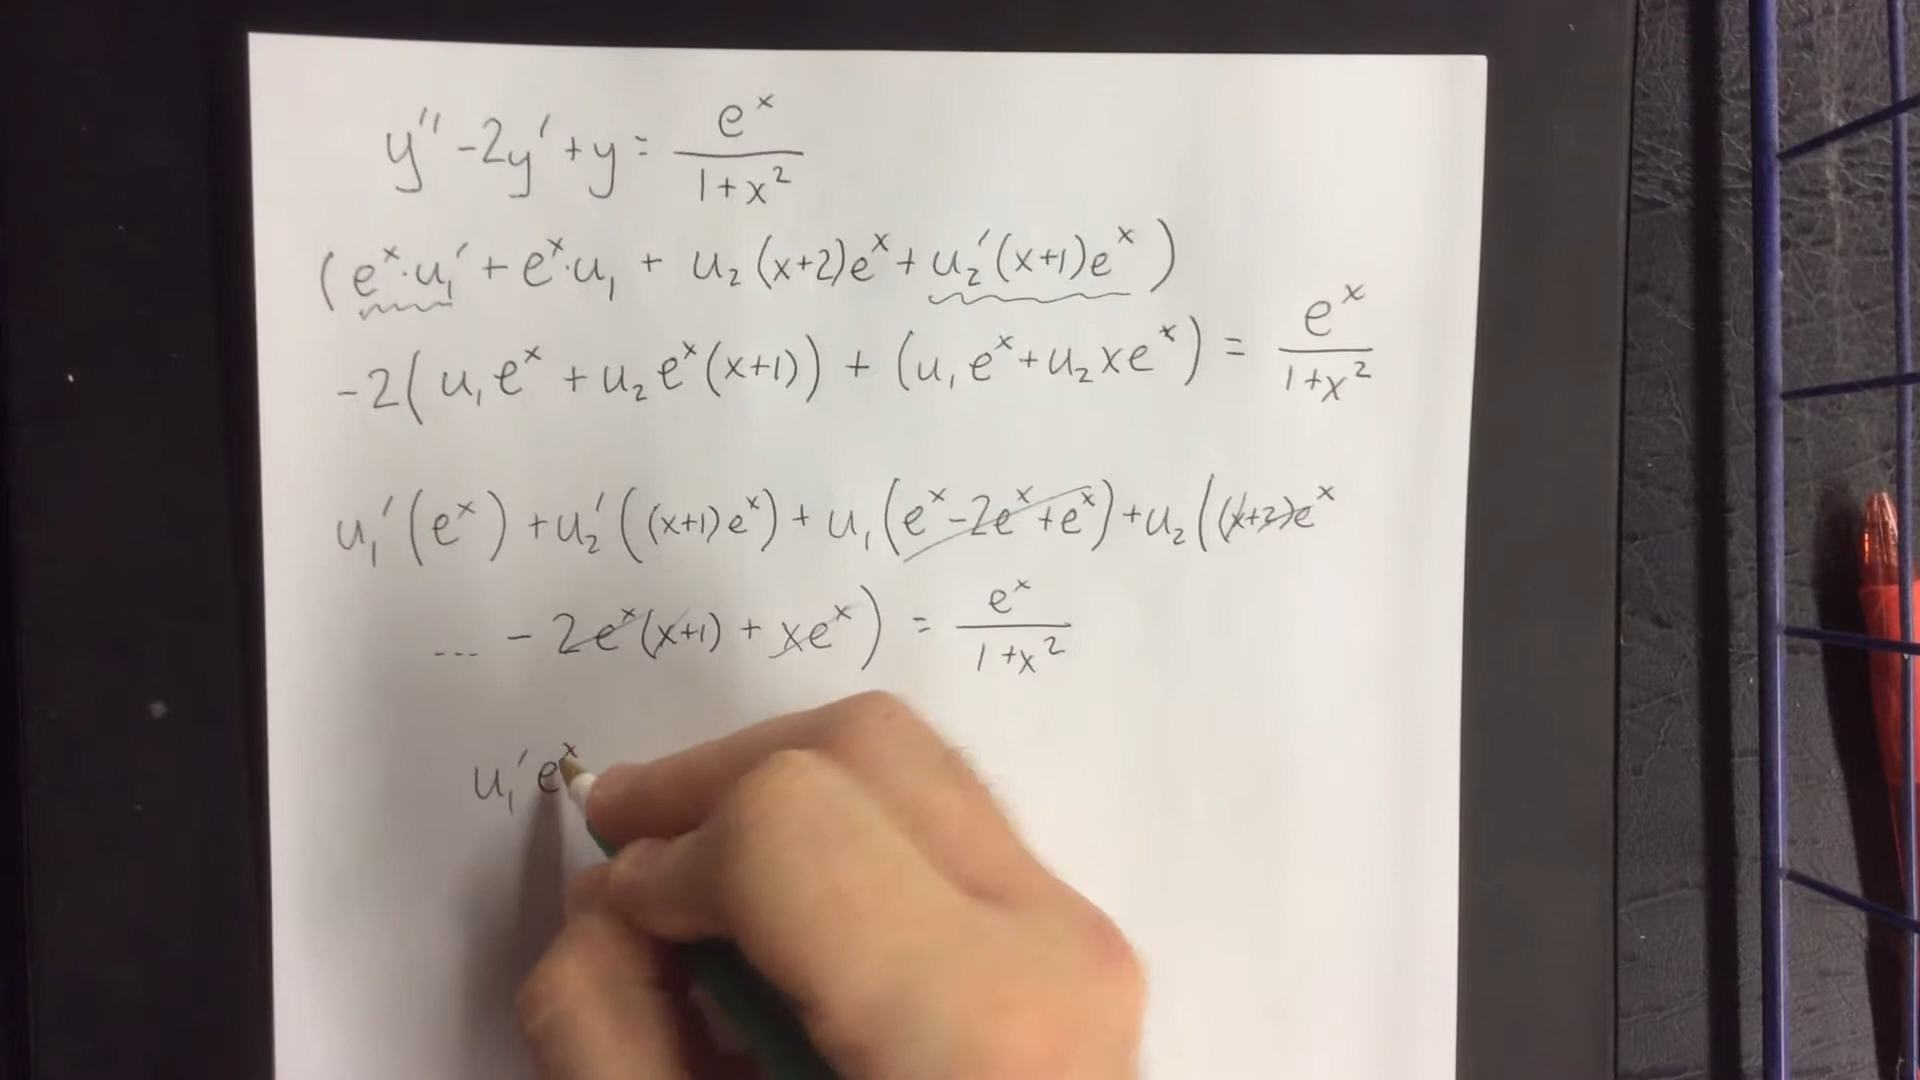 y'' - 2y' + y = e^x / (1 + x^2)
(e^x · u₁' + e^x · u₁ + u₂(x+2)e^x + u₂'(x+1)e^x)
-2(u₁e^x + u₂e^x(x+1)) + (u₁e^x + u₂xe^x) = e^x / (1 + x^2)
u₁'(e^x) + u₂'((x+1)e^x) + u₁(e^x - 2e^x + e^x) + u₂((x+2)e^x
... - 2e^x(x+1) + xe^x) = e^x / (1 + x^2)
u₁'e^x